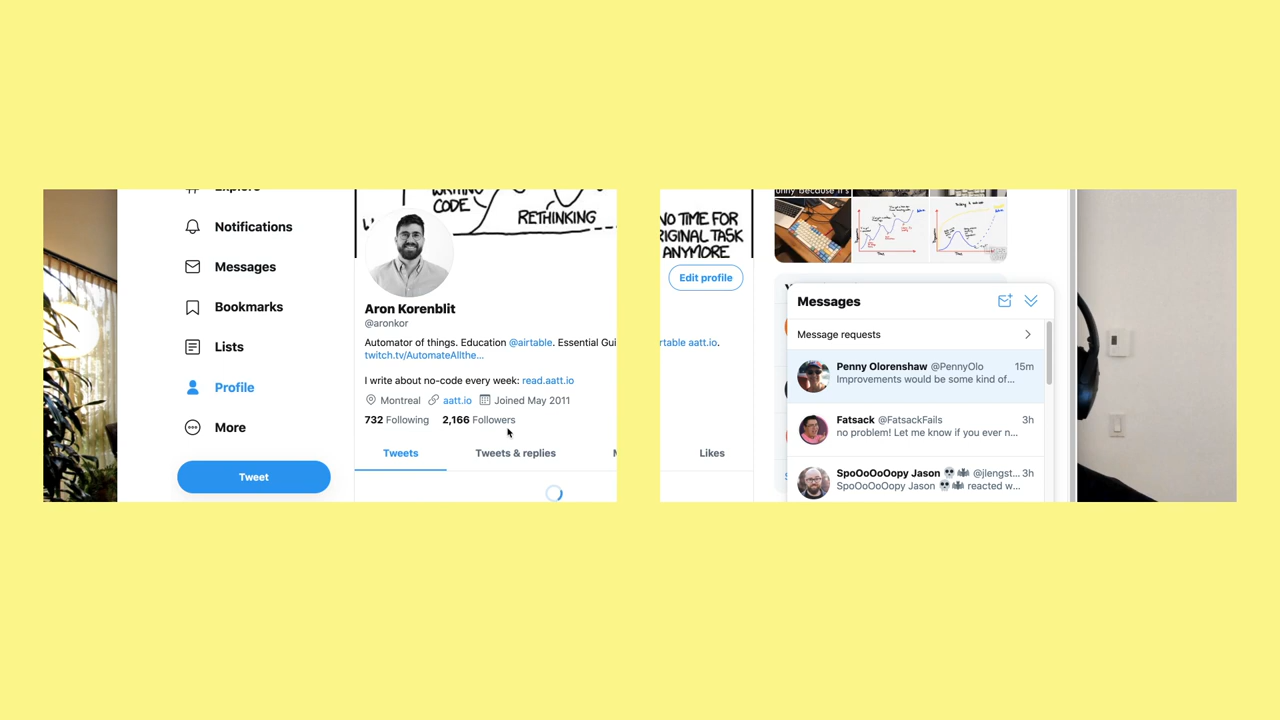 Explore
Notifications
Messages
Bookmarks
Lists
Profile
More
Tweet
WRITING
CODE
RETHINKING
Aron Korenblit
@aronkor
Automator of things. Education @airtable. Essential Gui
twitch.tv/AutomateAllthe...
I write about no-code every week: read.aatt.io
Montreal aatt.io Joined May 2011
732 Following 2,166 Followers
Tweets Tweets & replies
NO TIME FOR
RIGINAL TASK
ANYMORE
Edit profile
rtable aatt.io.
Likes
Messages
Message requests
Penny Olorenshaw @PennyOlo 15m
Improvements would be some kind of...
Fatsack @FatsackFails 3h
no problem! Let me know if you ever n...
SpoOoOoOopy Jason 💀🦇 @jlengst... 3h
SpoOoOoOopy Jason 💀🦇 reacted w...